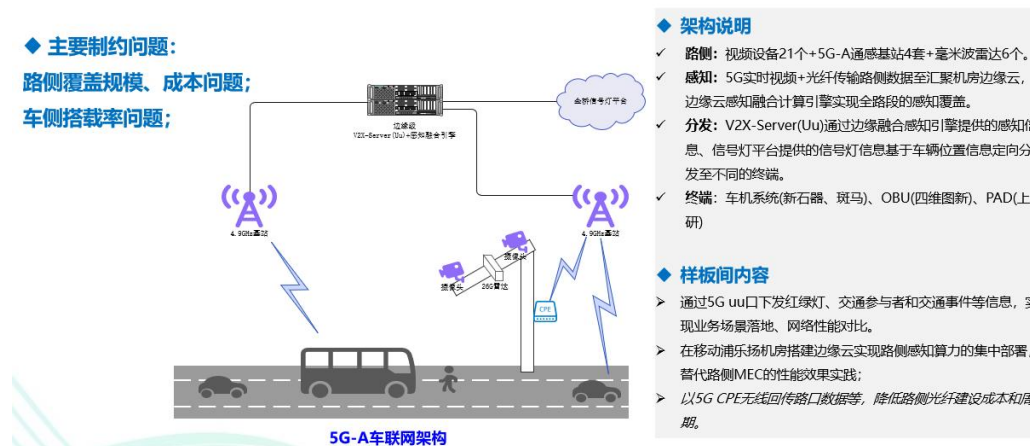 ◆ 主要制约问题：
路侧覆盖规模、成本问题；
车侧搭载率问题；
金桥信号灯平台
边缘级
V2X-Server(Uu)+感知融合引擎
4.9GHz基站
4.9GHz基站
摄像头
摄像头
26G雷达
CPE
5G-A车联网架构
◆ 架构说明
✓ 路侧：视频设备21个+5G-A通感基站4套+毫米波雷达6个。
✓ 感知：5G实时视频+光纤传输路侧数据至汇聚机房边缘云，
边缘云感知融合计算引擎实现全路段的感知覆盖。
✓ 分发：V2X-Server(Uu)通过边缘融合感知引擎提供的感知信
息、信号灯平台提供的信号灯信息基于车辆位置信息定向分
发至不同的终端。
✓ 终端：车机系统(新石器、斑马)、OBU(四维图新)、PAD(上
研)
◆ 样板间内容
➢ 通过5G uu口下发红绿灯、交通参与者和交通事件等信息，实
现业务场景落地、网络性能对比。
➢ 在移动浦乐扬机房搭建边缘云实现路侧感知算力的集中部署，
替代路侧MEC的性能效果实践；
➢ 以5G CPE无线回传路口数据等，降低路侧光纤建设成本和周
期。